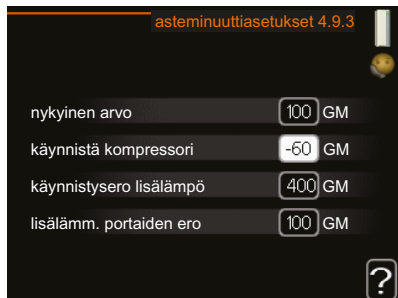 asteminuuttiasetukset 4.9.3
nykyinen arvo 100 GM
käynnistä kompressori -60 GM
käynnistysero lisälämpö 400 GM
lisälämm. portaiden ero 100 GM
?